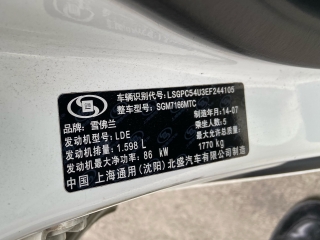 车辆识别代号: LSGPC54U3EF244105
整车型号: SGM7166MTC
品牌: 雪佛兰
制造年月 14-07
发动机型号: LDE
乘坐人数 5
发动机排量: 1.598 L
最大允许总质量
发动机最大净功率: 86 kW
1770 kg
中国 上海通用(沈阳)北盛汽车有限公司制造